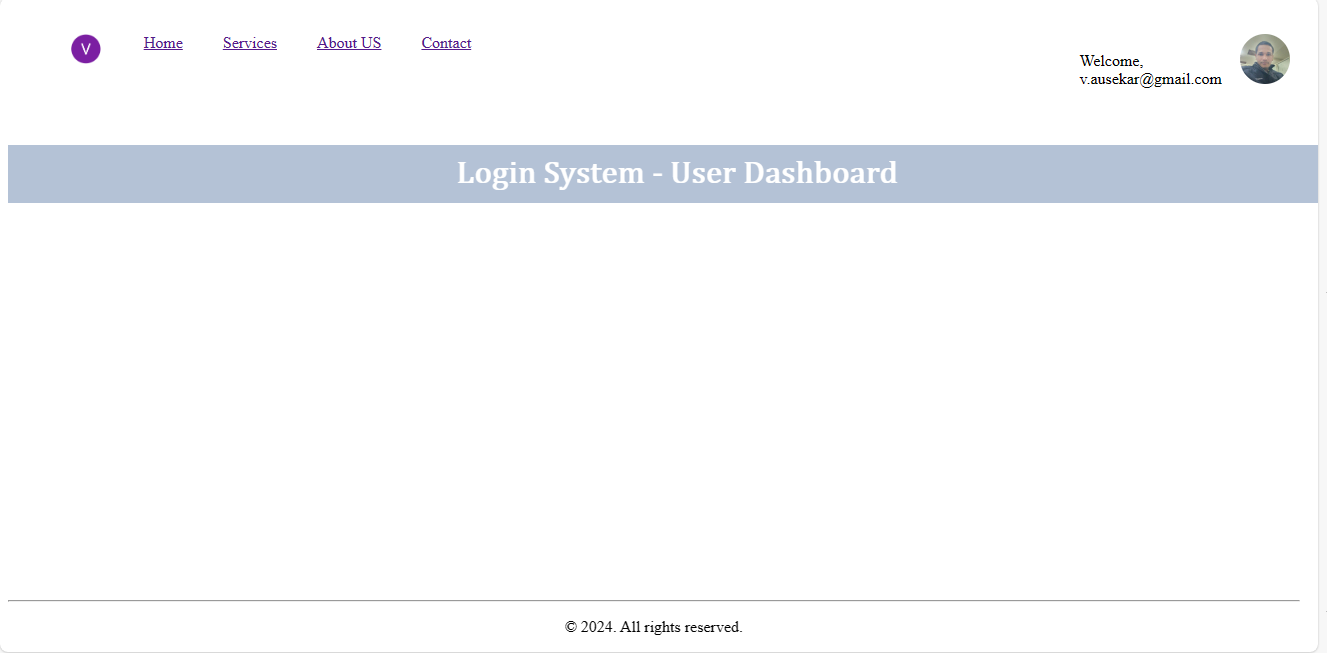 V
Home Services About US Contact
Welcome,
v.ausekar@gmail.com
Login System - User Dashboard
© 2024. All rights reserved.